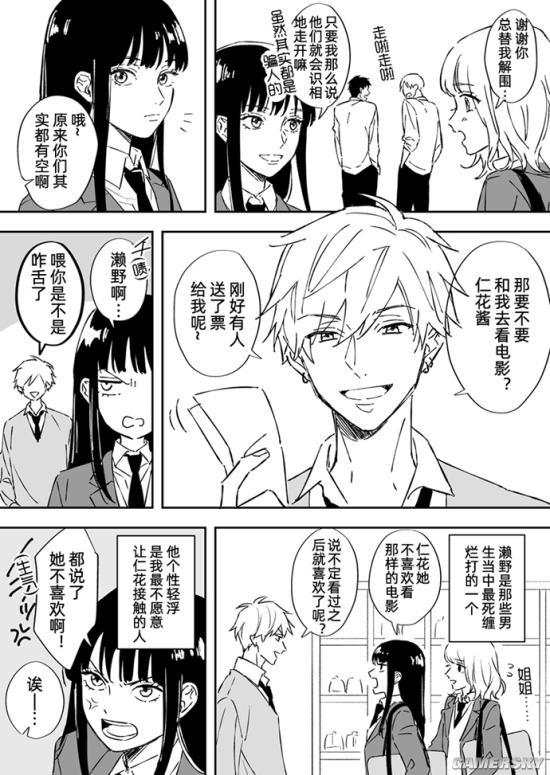 谢谢你
总替我解围…
走啦走啦
只要我那么说
他们就会识相
地走开嘛
虽然其实都是
骗人的
哦~
原来你们其
实都有空啊
那要不要
和我去看电影?
仁花酱
刚好有人
送了票
给我呢~
濑野啊…
喂你是不是
咋舌了
濑野是那些男
生当中最死缠
烂打的一个
仁花她
不喜欢看
那样的电影
说不定看过之
后就喜欢了呢?
姐姐…
他个性轻浮
是我最不愿意
让仁花接触的人
都说了
她不喜欢啊!
诶——…
GAMERSKY